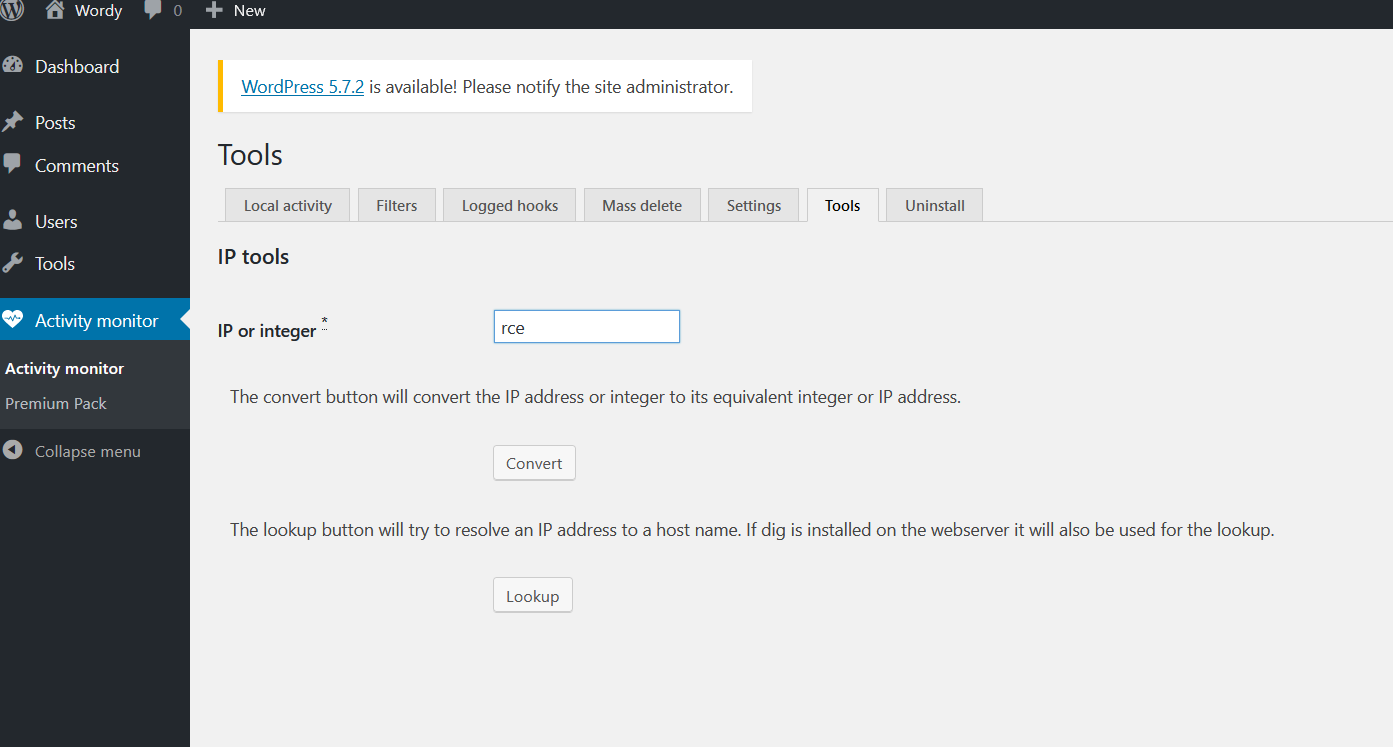 Wordy 0 New
Dashboard
Posts
Comments
Users
Tools
Activity monitor
Activity monitor
Premium Pack
Collapse menu
WordPress 5.7.2 is available! Please notify the site administrator.
Tools
Local activity Filters Logged hooks Mass delete Settings Tools Uninstall
IP tools
IP or integer * rce
The convert button will convert the IP address or integer to its equivalent integer or IP address.
Convert
The lookup button will try to resolve an IP address to a host name. If dig is installed on the webserver it will also be used for the lookup.
Lookup